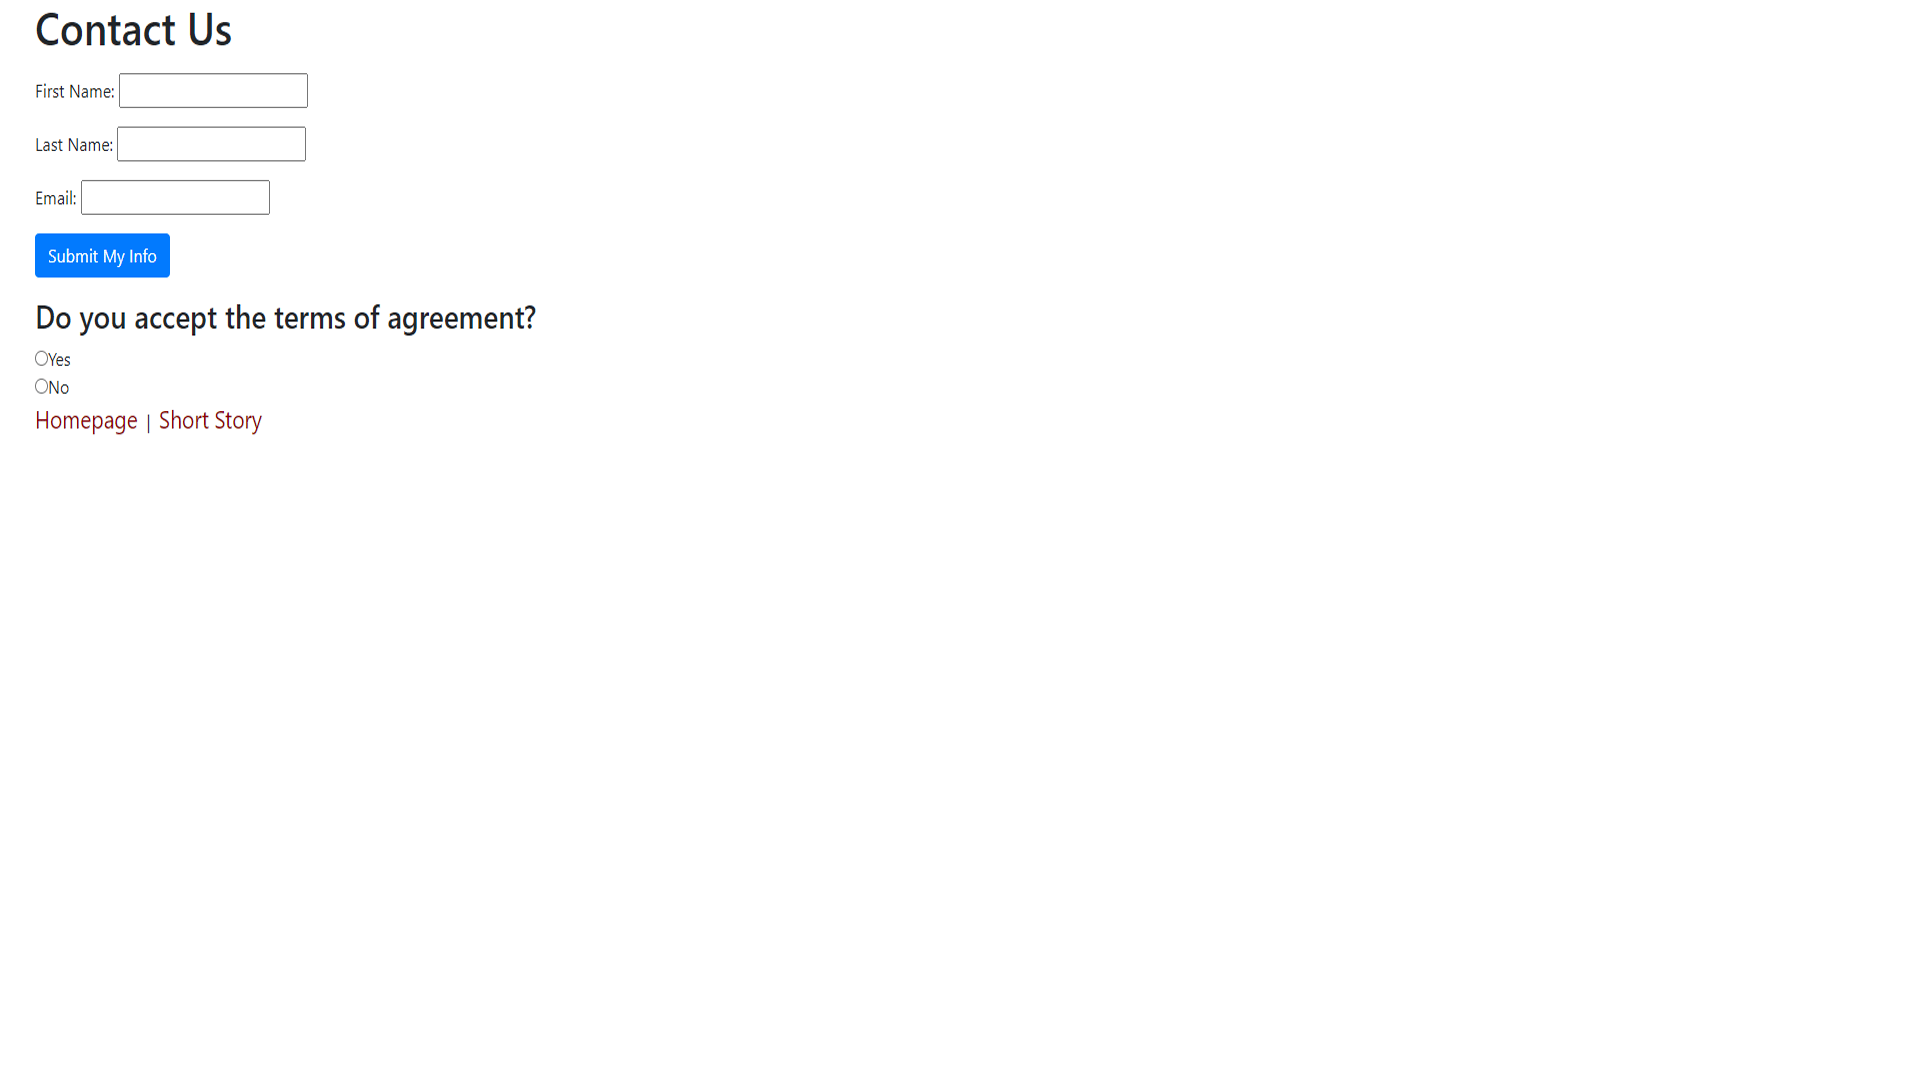 Contact Us
First Name:
Last Name:
Email:
Submit My Info
Do you accept the terms of agreement?
Yes
No
Homepage | Short Story